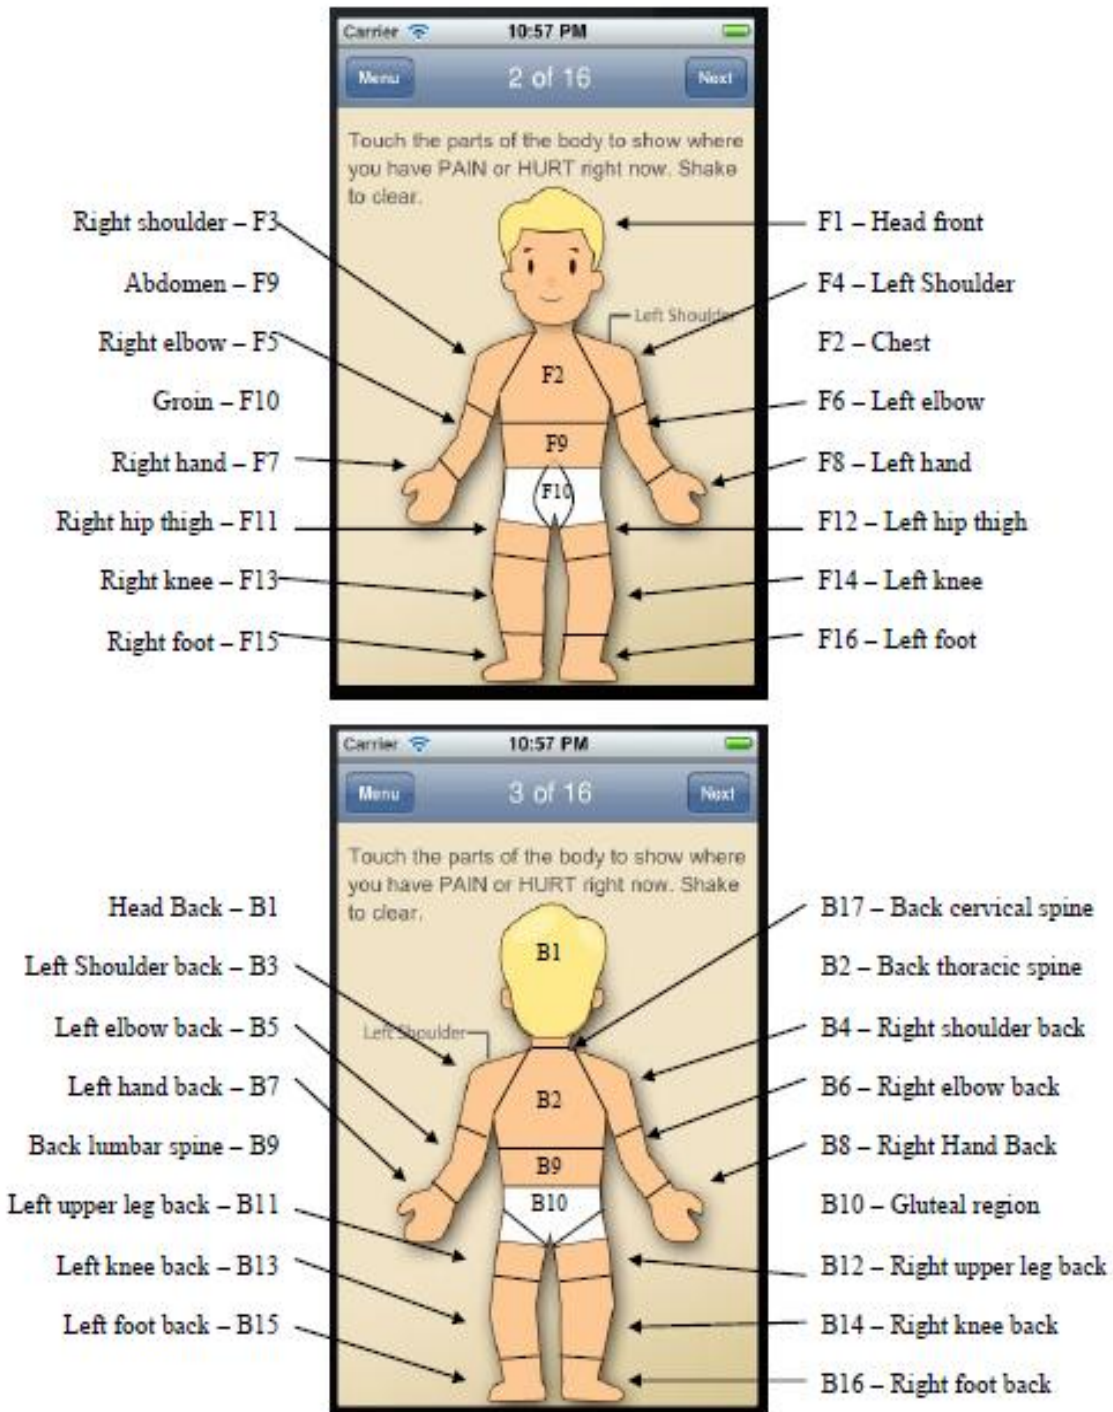 Carrier 10:57 PM
Menu 2 of 16 Next
Touch the parts of the body to show where
you have PAIN or HURT right now. Shake
to clear.
Right shoulder – F3
Abdomen – F9
Right elbow – F5
Groin – F10
Right hand – F7
Right hip thigh – F11
Right knee – F13
Right foot – F15
Left Shoulder
F2
F9
F10
F1 – Head front
F4 – Left Shoulder
F2 – Chest
F6 – Left elbow
F8 – Left hand
F12 – Left hip thigh
F14 – Left knee
F16 – Left foot
Carrier 10:57 PM
Menu 3 of 16 Next
Touch the parts of the body to show where
you have PAIN or HURT right now. Shake
to clear.
Head Back – B1
Left Shoulder back – B3
Left elbow back – B5
Left hand back – B7
Back lumbar spine – B9
Left upper leg back – B11
Left knee back – B13
Left foot back – B15
B1
Left Shoulder
B2
B9
B10
B17 – Back cervical spine
B2 – Back thoracic spine
B4 – Right shoulder back
B6 – Right elbow back
B8 – Right Hand Back
B10 – Gluteal region
B12 – Right upper leg back
B14 – Right knee back
B16 – Right foot back